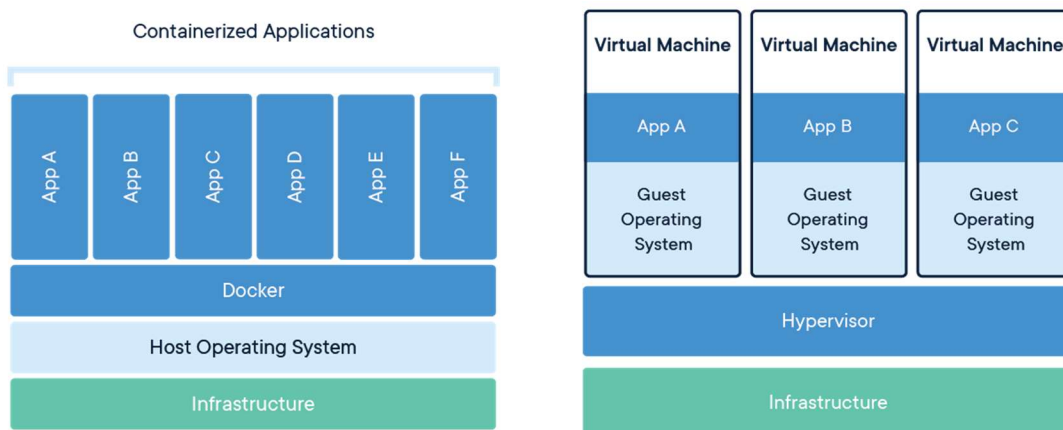 Containerized Applications
App A
App B
App C
App D
App E
App F
Docker
Host Operating System
Infrastructure
Virtual Machine
App A
Guest
Operating
System
Virtual Machine
App B
Guest
Operating
System
Virtual Machine
App C
Guest
Operating
System
Hypervisor
Infrastructure